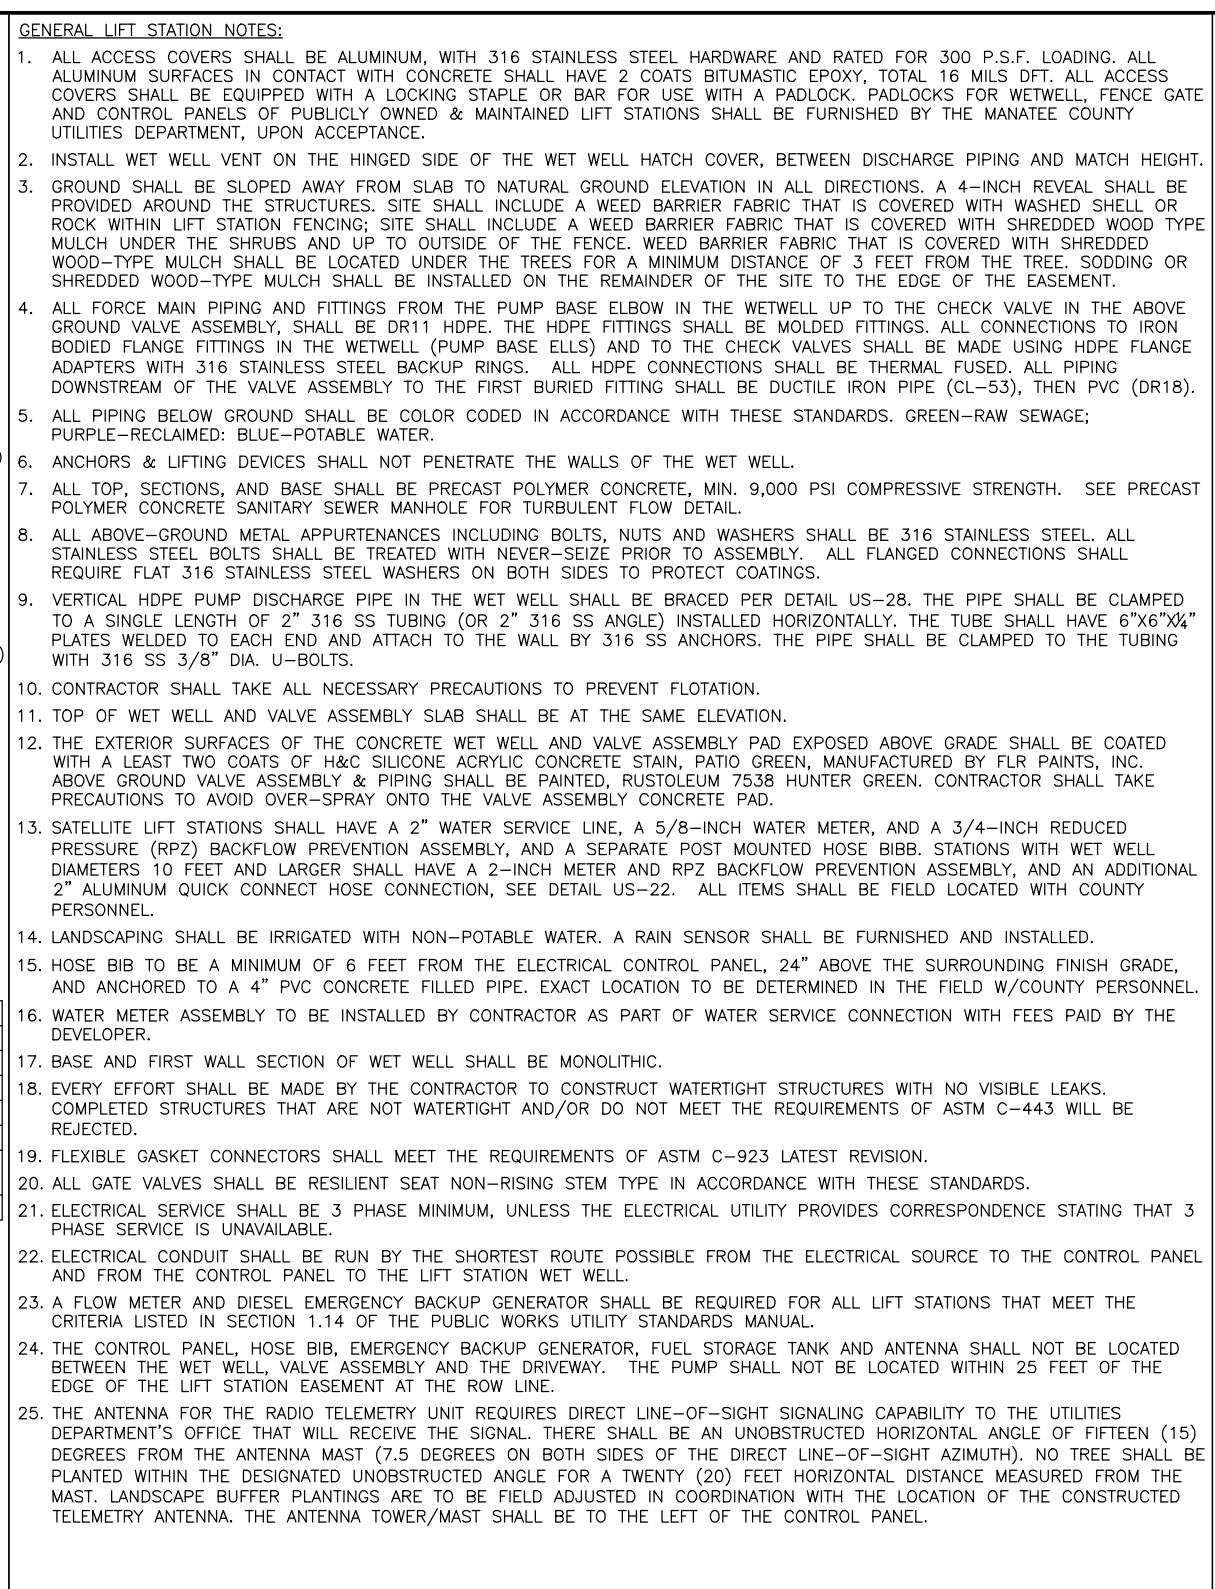 GENERAL LIFT STATION NOTES:
1. ALL ACCESS COVERS SHALL BE ALUMINUM, WITH 316 STAINLESS STEEL HARDWARE AND RATED FOR 300 P.S.F. LOADING. ALL
ALUMINUM SURFACES IN CONTACT WITH CONCRETE SHALL HAVE 2 COATS BITUMASTIC EPOXY, TOTAL 16 MILS DFT. ALL ACCESS
COVERS SHALL BE EQUIPPED WITH A LOCKING STAPLE OR BAR FOR USE WITH A PADLOCK. PADLOCKS FOR WETWELL, FENCE GATE
AND CONTROL PANELS OF PUBLICLY OWNED & MAINTAINED LIFT STATIONS SHALL BE FURNISHED BY THE MANATEE COUNTY
UTILITIES DEPARTMENT, UPON ACCEPTANCE.
2. INSTALL WET WELL VENT ON THE HINGED SIDE OF THE WET WELL HATCH COVER, BETWEEN DISCHARGE PIPING AND MATCH HEIGHT.
3. GROUND SHALL BE SLOPED AWAY FROM SLAB TO NATURAL GROUND ELEVATION IN ALL DIRECTIONS. A 4-INCH REVEAL SHALL BE
PROVIDED AROUND THE STRUCTURES. SITE SHALL INCLUDE A WEED BARRIER FABRIC THAT IS COVERED WITH WASHED SHELL OR
ROCK WITHIN LIFT STATION FENCING; SITE SHALL INCLUDE A WEED BARRIER FABRIC THAT IS COVERED WITH SHREDDED WOOD TYPE
MULCH UNDER THE SHRUBS AND UP TO OUTSIDE OF THE FENCE. WEED BARRIER FABRIC THAT IS COVERED WITH SHREDDED
WOOD-TYPE MULCH SHALL BE LOCATED UNDER THE TREES FOR A MINIMUM DISTANCE OF 3 FEET FROM THE TREE. SODDING OR
SHREDDED WOOD-TYPE MULCH SHALL BE INSTALLED ON THE REMAINDER OF THE SITE TO THE EDGE OF THE EASEMENT.
4. ALL FORCE MAIN PIPING AND FITTINGS FROM THE PUMP BASE ELBOW IN THE WETWELL UP TO THE CHECK VALVE IN THE ABOVE
GROUND VALVE ASSEMBLY, SHALL BE DR11 HDPE. THE HDPE FITTINGS SHALL BE MOLDED FITTINGS. ALL CONNECTIONS TO IRON
BODIED FLANGE FITTINGS IN THE WETWELL (PUMP BASE ELLS) AND TO THE CHECK VALVES SHALL BE MADE USING HDPE FLANGE
ADAPTERS WITH 316 STAINLESS STEEL BACKUP RINGS. ALL HDPE CONNECTIONS SHALL BE THERMAL FUSED. ALL PIPING
DOWNSTREAM OF THE VALVE ASSEMBLY TO THE FIRST BURIED FITTING SHALL BE DUCTILE IRON PIPE (CL-53), THEN PVC (DR18).
5. ALL PIPING BELOW GROUND SHALL BE COLOR CODED IN ACCORDANCE WITH THESE STANDARDS. GREEN-RAW SEWAGE;
PURPLE-RECLAIMED: BLUE-POTABLE WATER.
6. ANCHORS & LIFTING DEVICES SHALL NOT PENETRATE THE WALLS OF THE WET WELL.
7. ALL TOP, SECTIONS, AND BASE SHALL BE PRECAST POLYMER CONCRETE, MIN. 9,000 PSI COMPRESSIVE STRENGTH. SEE PRECAST
POLYMER CONCRETE SANITARY SEWER MANHOLE FOR TURBULENT FLOW DETAIL.
8. ALL ABOVE-GROUND METAL APPURTENANCES INCLUDING BOLTS, NUTS AND WASHERS SHALL BE 316 STAINLESS STEEL. ALL
STAINLESS STEEL BOLTS SHALL BE TREATED WITH NEVER-SEIZE PRIOR TO ASSEMBLY. ALL FLANGED CONNECTIONS SHALL
REQUIRE FLAT 316 STAINLESS STEEL WASHERS ON BOTH SIDES TO PROTECT COATINGS.
9. VERTICAL HDPE PUMP DISCHARGE PIPE IN THE WET WELL SHALL BE BRACED PER DETAIL US-28. THE PIPE SHALL BE CLAMPED
TO A SINGLE LENGTH OF 2" 316 SS TUBING (OR 2" 316 SS ANGLE) INSTALLED HORIZONTALLY. THE TUBE SHALL HAVE 6"X6"X¼"
PLATES WELDED TO EACH END AND ATTACH TO THE WALL BY 316 SS ANCHORS. THE PIPE SHALL BE CLAMPED TO THE TUBING
WITH 316 SS 3/8" DIA. U-BOLTS.
10. CONTRACTOR SHALL TAKE ALL NECESSARY PRECAUTIONS TO PREVENT FLOTATION.
11. TOP OF WET WELL AND VALVE ASSEMBLY SLAB SHALL BE AT THE SAME ELEVATION.
12. THE EXTERIOR SURFACES OF THE CONCRETE WET WELL AND VALVE ASSEMBLY PAD EXPOSED ABOVE GRADE SHALL BE COATED
WITH A LEAST TWO COATS OF H&C SILICONE ACRYLIC CONCRETE STAIN, PATIO GREEN, MANUFACTURED BY FLR PAINTS, INC.
ABOVE GROUND VALVE ASSEMBLY & PIPING SHALL BE PAINTED, RUSTOLEUM 7538 HUNTER GREEN. CONTRACTOR SHALL TAKE
PRECAUTIONS TO AVOID OVER-SPRAY ONTO THE VALVE ASSEMBLY CONCRETE PAD.
13. SATELLITE LIFT STATIONS SHALL HAVE A 2" WATER SERVICE LINE, A 5/8-INCH WATER METER, AND A 3/4-INCH REDUCED
PRESSURE (RPZ) BACKFLOW PREVENTION ASSEMBLY, AND A SEPARATE POST MOUNTED HOSE BIBB. STATIONS WITH WET WELL
DIAMETERS 10 FEET AND LARGER SHALL HAVE A 2-INCH METER AND RPZ BACKFLOW PREVENTION ASSEMBLY, AND AN ADDITIONAL
2" ALUMINUM QUICK CONNECT HOSE CONNECTION, SEE DETAIL US-22. ALL ITEMS SHALL BE FIELD LOCATED WITH COUNTY
PERSONNEL.
14. LANDSCAPING SHALL BE IRRIGATED WITH NON-POTABLE WATER. A RAIN SENSOR SHALL BE FURNISHED AND INSTALLED.
15. HOSE BIB TO BE A MINIMUM OF 6 FEET FROM THE ELECTRICAL CONTROL PANEL, 24" ABOVE THE SURROUNDING FINISH GRADE,
AND ANCHORED TO A 4" PVC CONCRETE FILLED PIPE. EXACT LOCATION TO BE DETERMINED IN THE FIELD W/COUNTY PERSONNEL.
16. WATER METER ASSEMBLY TO BE INSTALLED BY CONTRACTOR AS PART OF WATER SERVICE CONNECTION WITH FEES PAID BY THE
DEVELOPER.
17. BASE AND FIRST WALL SECTION OF WET WELL SHALL BE MONOLITHIC.
18. EVERY EFFORT SHALL BE MADE BY THE CONTRACTOR TO CONSTRUCT WATERTIGHT STRUCTURES WITH NO VISIBLE LEAKS.
COMPLETED STRUCTURES THAT ARE NOT WATERTIGHT AND/OR DO NOT MEET THE REQUIREMENTS OF ASTM C-443 WILL BE
REJECTED.
19. FLEXIBLE GASKET CONNECTORS SHALL MEET THE REQUIREMENTS OF ASTM C-923 LATEST REVISION.
20. ALL GATE VALVES SHALL BE RESILIENT SEAT NON-RISING STEM TYPE IN ACCORDANCE WITH THESE STANDARDS.
21. ELECTRICAL SERVICE SHALL BE 3 PHASE MINIMUM, UNLESS THE ELECTRICAL UTILITY PROVIDES CORRESPONDENCE STATING THAT 3
PHASE SERVICE IS UNAVAILABLE.
22. ELECTRICAL CONDUIT SHALL BE RUN BY THE SHORTEST ROUTE POSSIBLE FROM THE ELECTRICAL SOURCE TO THE CONTROL PANEL
AND FROM THE CONTROL PANEL TO THE LIFT STATION WET WELL.
23. A FLOW METER AND DIESEL EMERGENCY BACKUP GENERATOR SHALL BE REQUIRED FOR ALL LIFT STATIONS THAT MEET THE
CRITERIA LISTED IN SECTION 1.14 OF THE PUBLIC WORKS UTILITY STANDARDS MANUAL.
24. THE CONTROL PANEL, HOSE BIB, EMERGENCY BACKUP GENERATOR, FUEL STORAGE TANK AND ANTENNA SHALL NOT BE LOCATED
BETWEEN THE WET WELL, VALVE ASSEMBLY AND THE DRIVEWAY. THE PUMP SHALL NOT BE LOCATED WITHIN 25 FEET OF THE
EDGE OF THE LIFT STATION EASEMENT AT THE ROW LINE.
25. THE ANTENNA FOR THE RADIO TELEMETRY UNIT REQUIRES DIRECT LINE-OF-SIGHT SIGNALING CAPABILITY TO THE UTILITIES
DEPARTMENT'S OFFICE THAT WILL RECEIVE THE SIGNAL. THERE SHALL BE AN UNOBSTRUCTED HORIZONTAL ANGLE OF FIFTEEN (15)
DEGREES FROM THE ANTENNA MAST (7.5 DEGREES ON BOTH SIDES OF THE DIRECT LINE-OF-SIGHT AZIMUTH). NO TREE SHALL BE
PLANTED WITHIN THE DESIGNATED UNOBSTRUCTED ANGLE FOR A TWENTY (20) FEET HORIZONTAL DISTANCE MEASURED FROM THE
MAST. LANDSCAPE BUFFER PLANTINGS ARE TO BE FIELD ADJUSTED IN COORDINATION WITH THE LOCATION OF THE CONSTRUCTED
TELEMETRY ANTENNA. THE ANTENNA TOWER/MAST SHALL BE TO THE LEFT OF THE CONTROL PANEL.